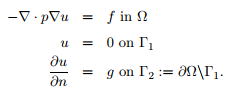 −∇ · p∇u = f in Ω
u = 0 on Γ₁
∂u/∂n = g on Γ₂ := ∂Ω\Γ₁.